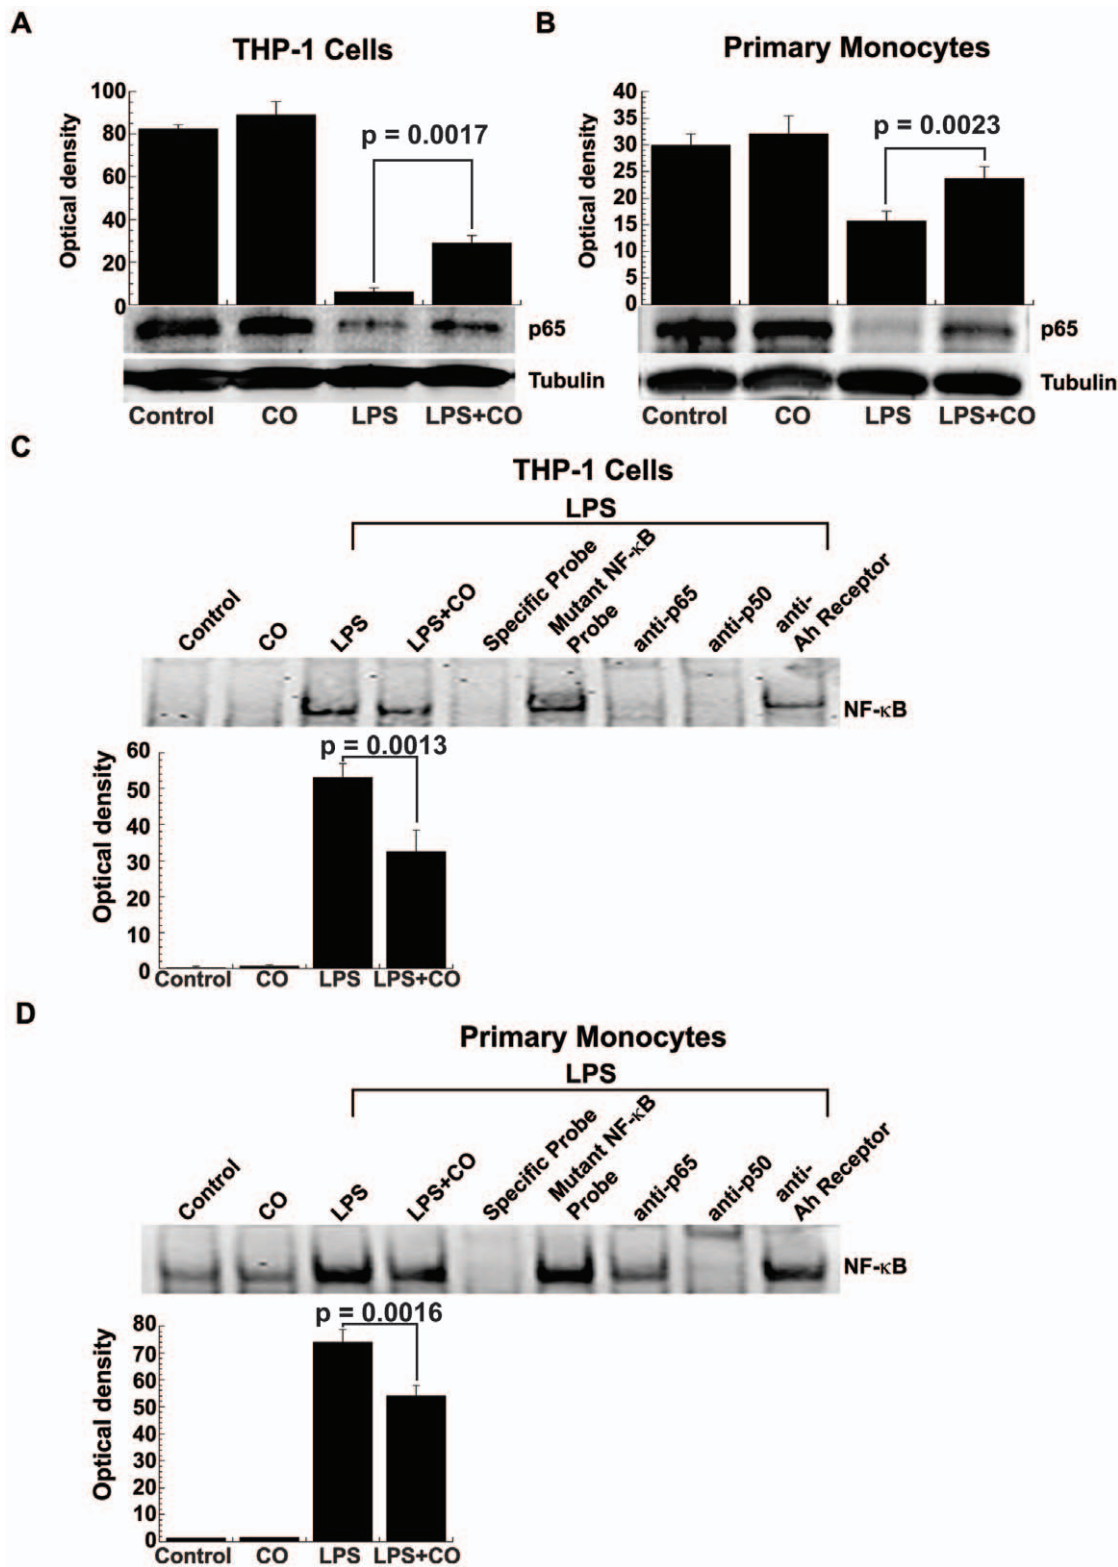 A
THP-1 Cells
Optical density
100
80
60
40
20
0
p = 0.0017
p65
Tubulin
Control CO LPS LPS+CO
B
Primary Monocytes
Optical density
40
35
30
25
20
15
10
5
0
p = 0.0023
p65
Tubulin
Control CO LPS LPS+CO
C
THP-1 Cells
LPS
Control
CO
LPS
LPS+CO
Specific Probe
Mutant NF-κB
Probe
anti-p65
anti-p50
anti-
Ah Receptor
NF-κB
p = 0.0013
Optical density
60
50
40
30
20
10
0
Control CO LPS LPS+CO
D
Primary Monocytes
LPS
Control
CO
LPS
LPS+CO
Specific Probe
Mutant NF-κB
Probe
anti-p65
anti-p50
anti-
Ah Receptor
NF-κB
p = 0.0016
Optical density
80
70
60
50
40
30
20
10
0
Control CO LPS LPS+CO